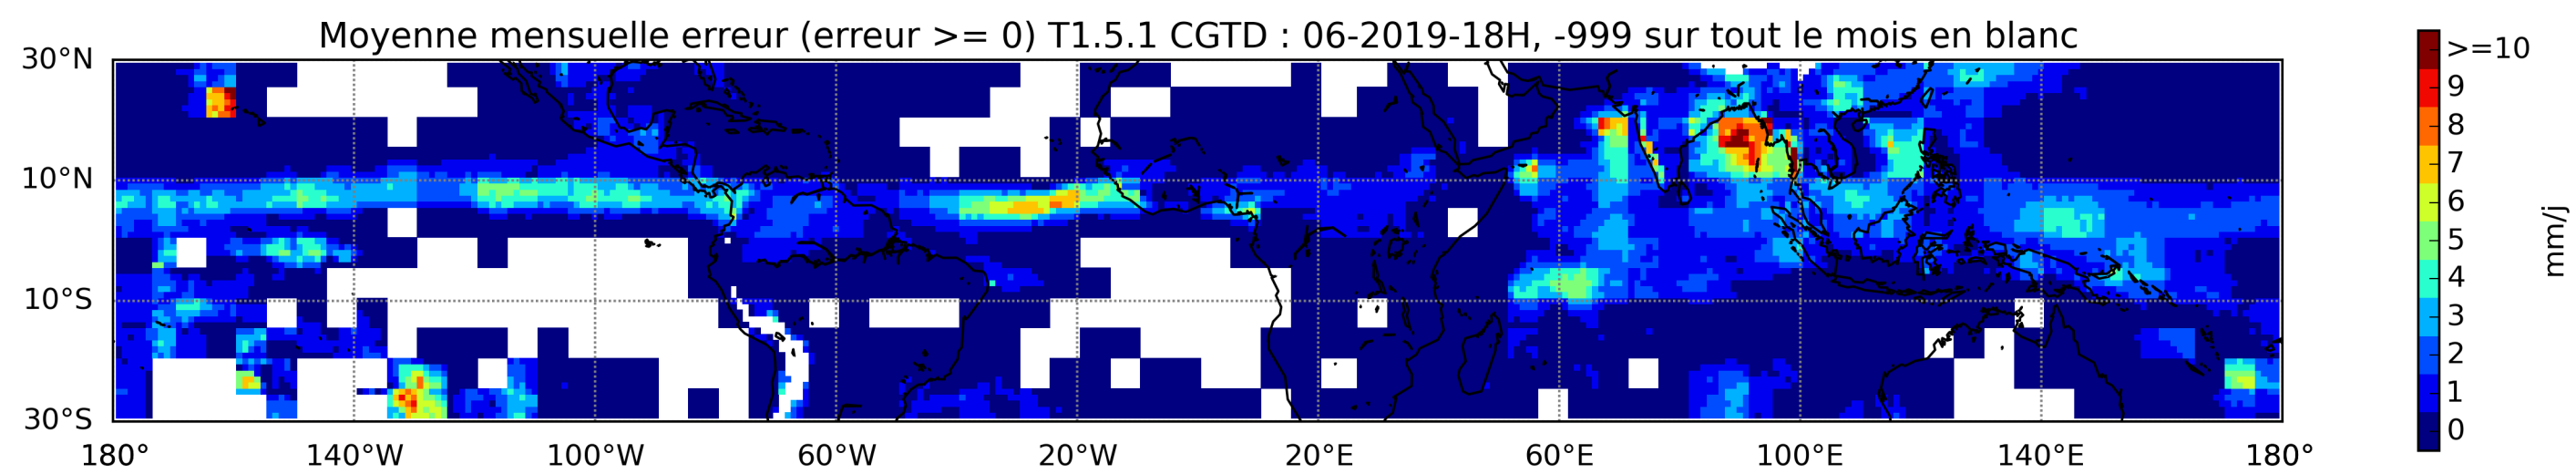 Moyenne mensuelle erreur (erreur >= 0) T1.5.1 CGTD : 06-2019-18H, -999 sur tout le mois en blanc
30°N
10°N
10°S
30°S
180° 140°W 100°W 60°W 20°W 20°E 60°E 100°E 140°E 180°
>=10
9
8
7
6
5
4
3
2
1
0
mm/j